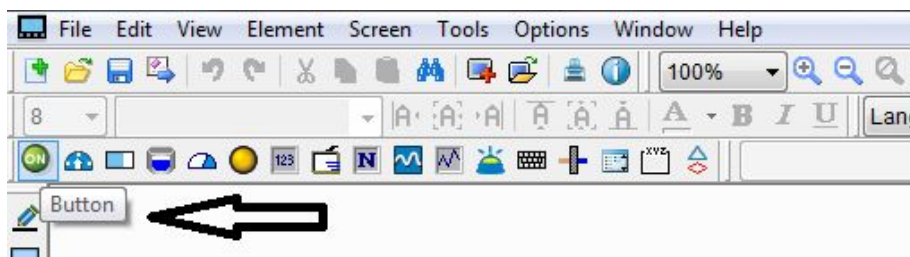 File Edit View Element Screen Tools Options Window Help
100%
8 A A A A A A A B I U Lan
ON 123 N XYZ
Button